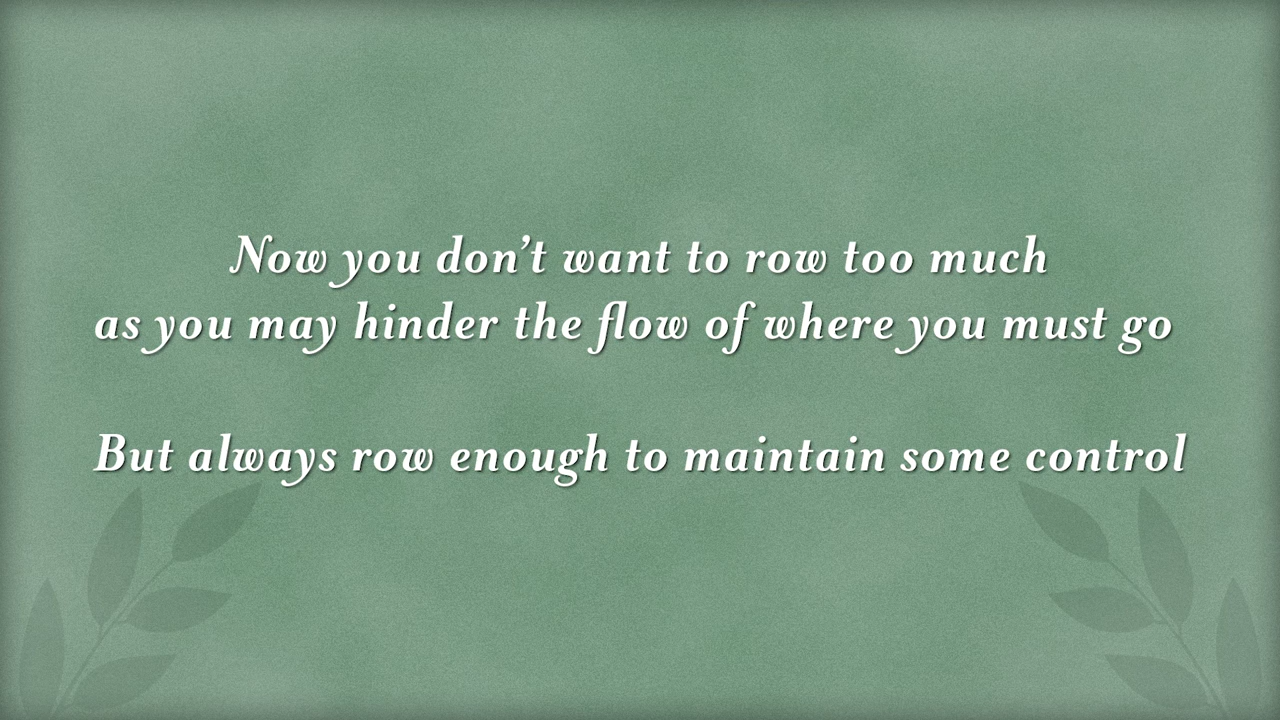 Now you don’t want to row too much
as you may hinder the flow of where you must go
But always row enough to maintain some control